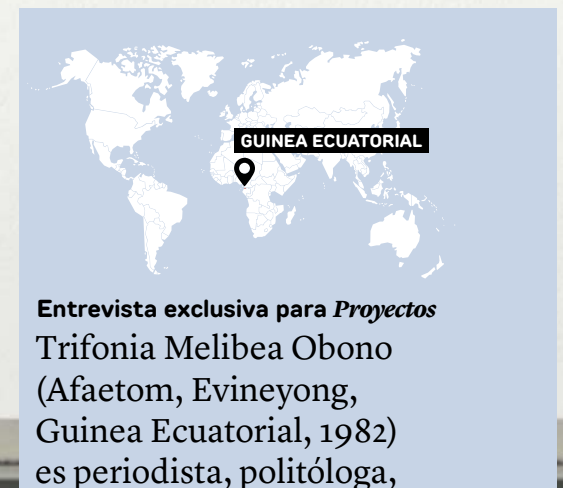 GUINEA ECUATORIAL
Entrevista exclusiva para Proyectos
Trifonia Melibea Obono
(Afaetom, Evineyong,
Guinea Ecuatorial, 1982)
es periodista, politóloga,